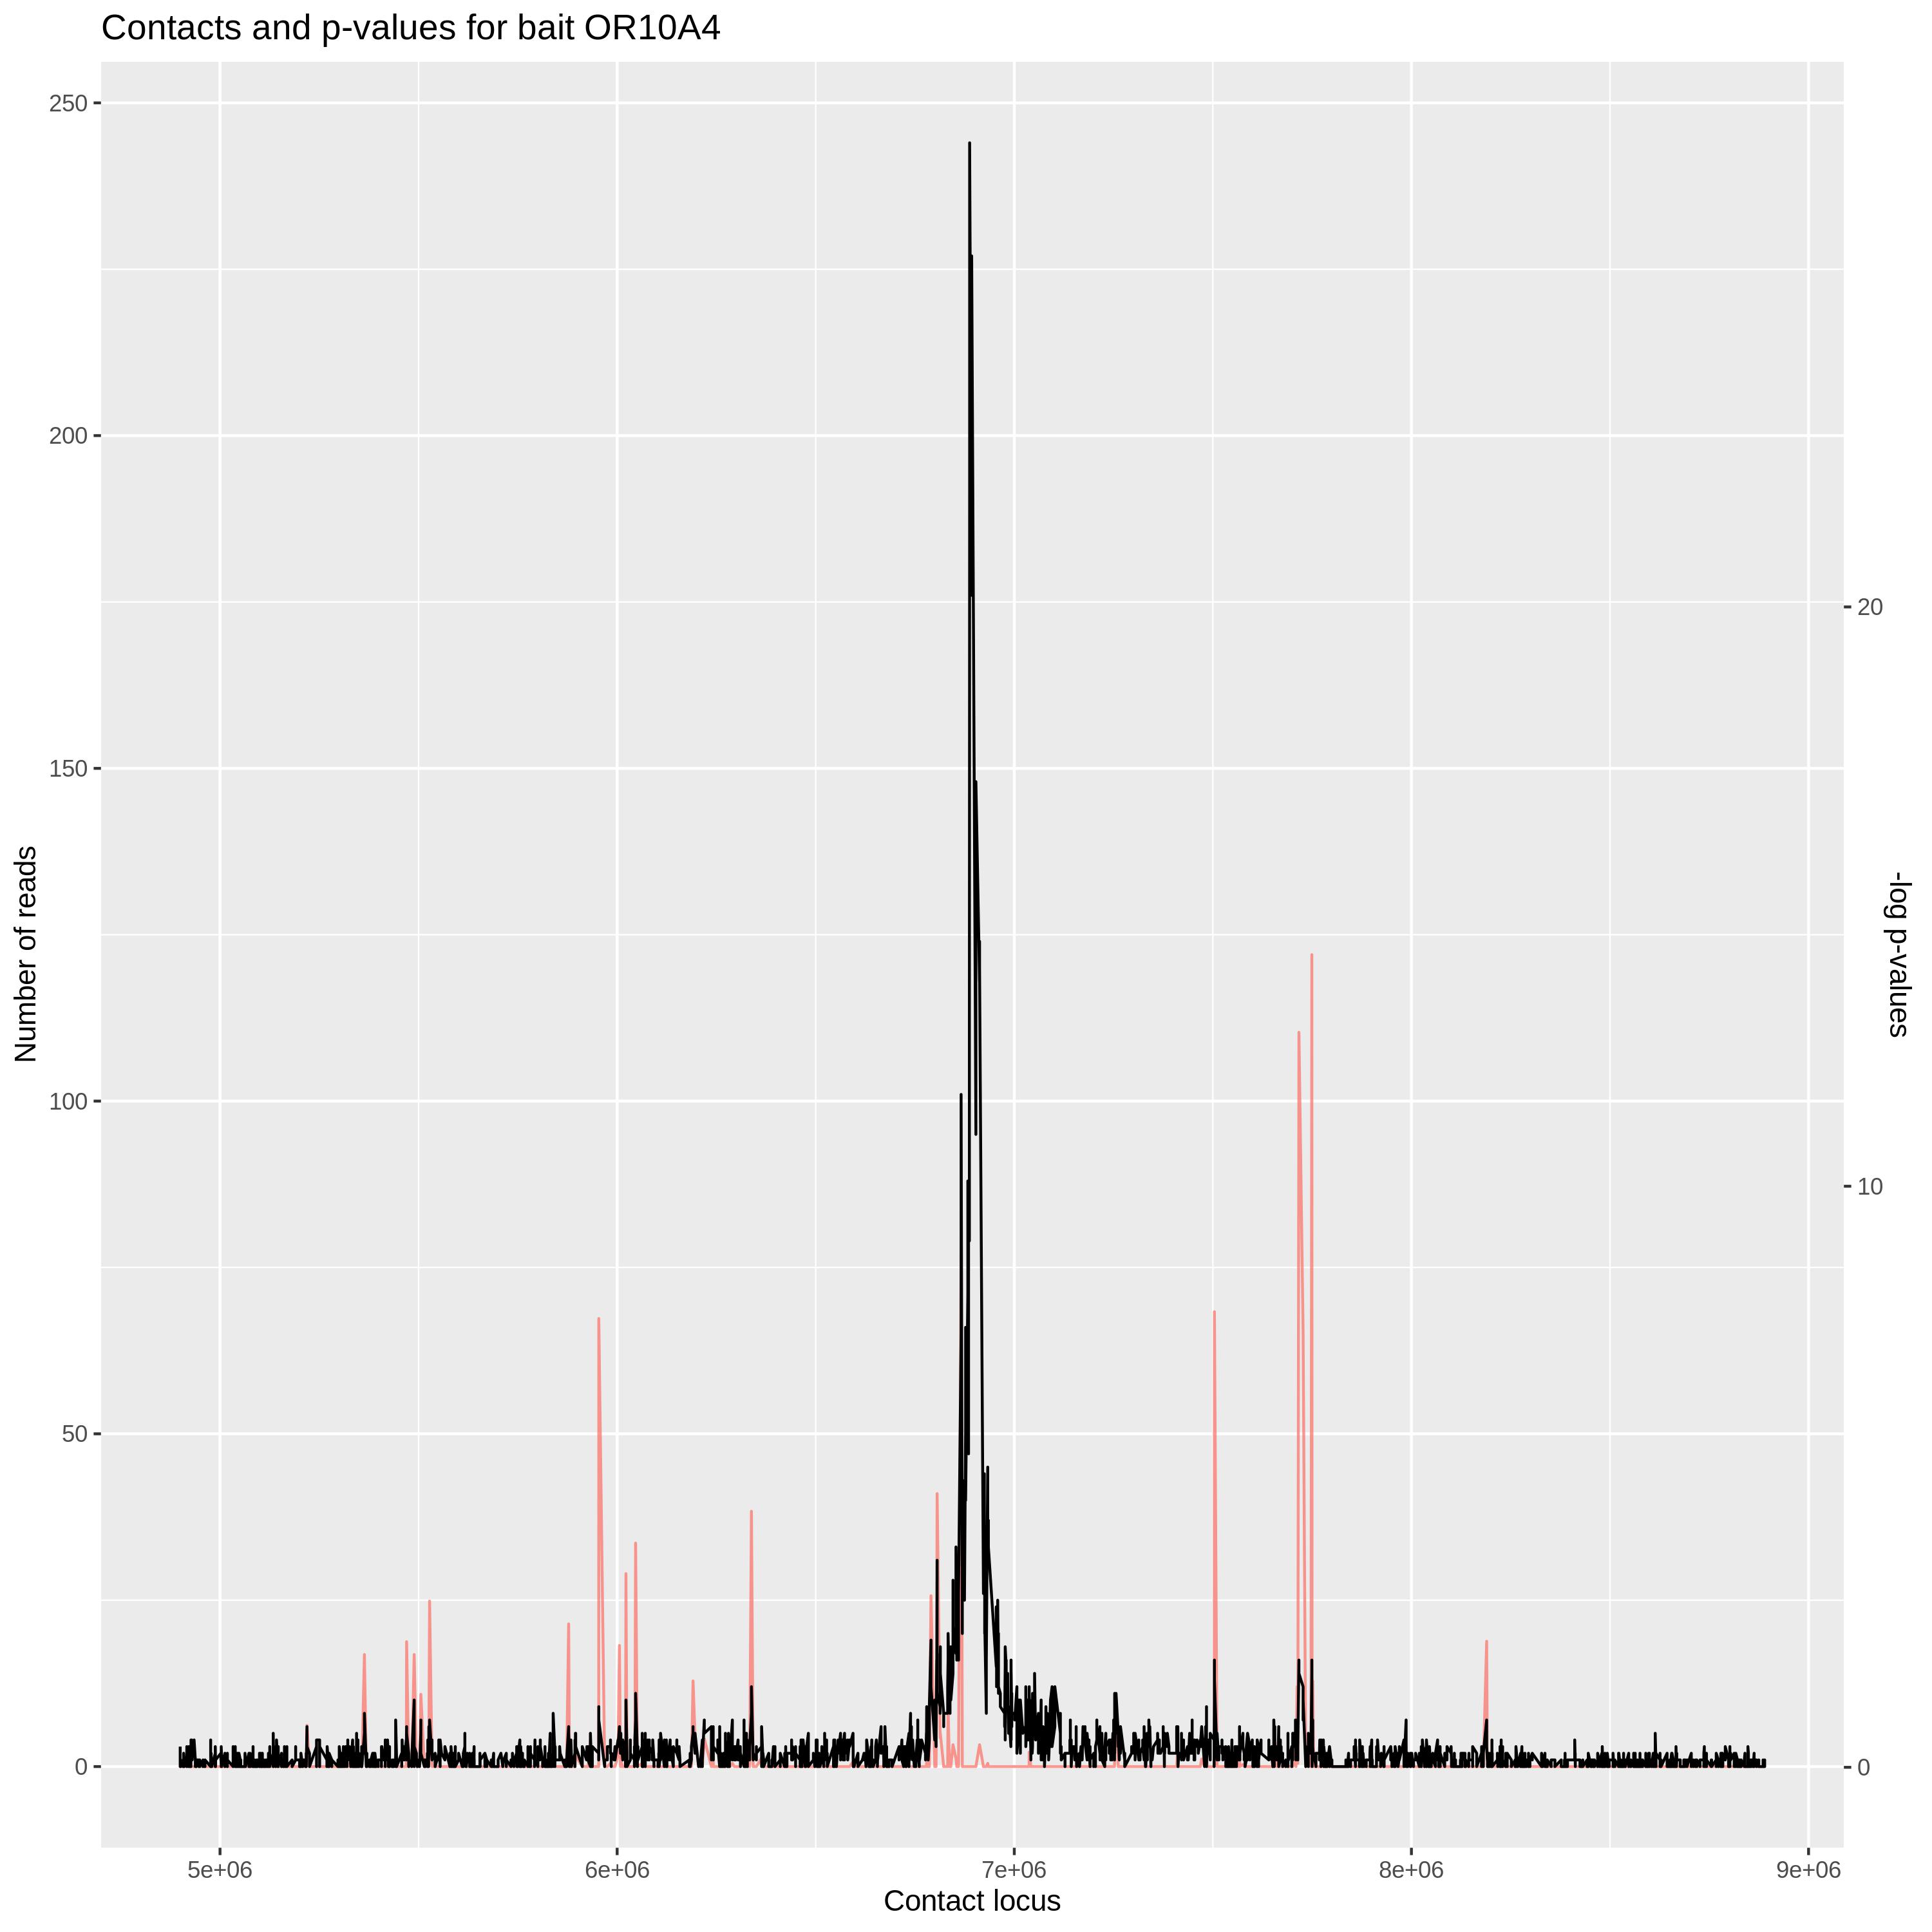 Contacts and p-values for bait OR10A4
250
200
150
100
50
0
Number of reads
20
10
0
-log p-values
5e+06 6e+06 7e+06 8e+06 9e+06
Contact locus